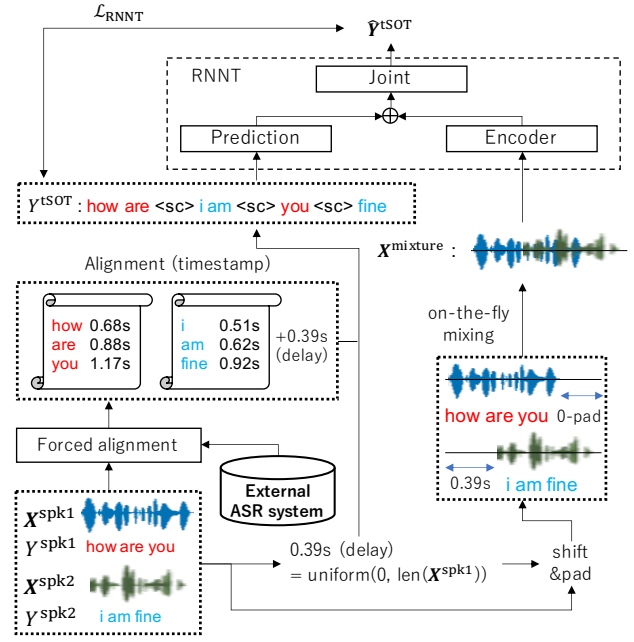 ℒ_RNNT
Ŷ^tSOT
RNNT
Joint
Prediction
Encoder
Y^tSOT : how are <sc> i am <sc> you <sc> fine
X^mixture :
Alignment (timestamp)
how 0.68s
are 0.88s
you 1.17s
i 0.51s
am 0.62s
fine 0.92s
+0.39s
(delay)
on-the-fly
mixing
how are you 0-pad
0.39s
i am fine
Forced alignment
External
ASR system
X^spk1
Y^spk1 how are you
X^spk2
Y^spk2 i am fine
0.39s (delay)
= uniform(0, len(X^spk1))
shift
&pad